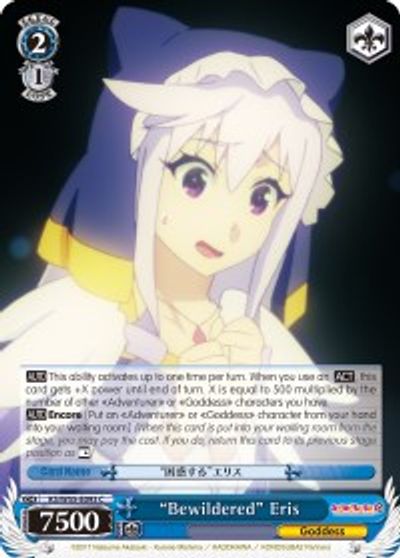 LEVEL
2
1
COST
AUTO This ability activates up to one time per turn. When you use an ACT, this
card gets +X power until end of turn. X is equal to 500 multiplied by the
number of other «Adventurer» or «Goddess» characters you have.
AUTO Encore [Put an «Adventurer» or «Goddess» character from your hand
into your waiting room] (When this card is put into your waiting room from
the stage, you may pay the cost. If you do, return this card to its previous stage
position as
Card Name
"困惑する" エリス
"Bewildered" Eris
7500
Goddess